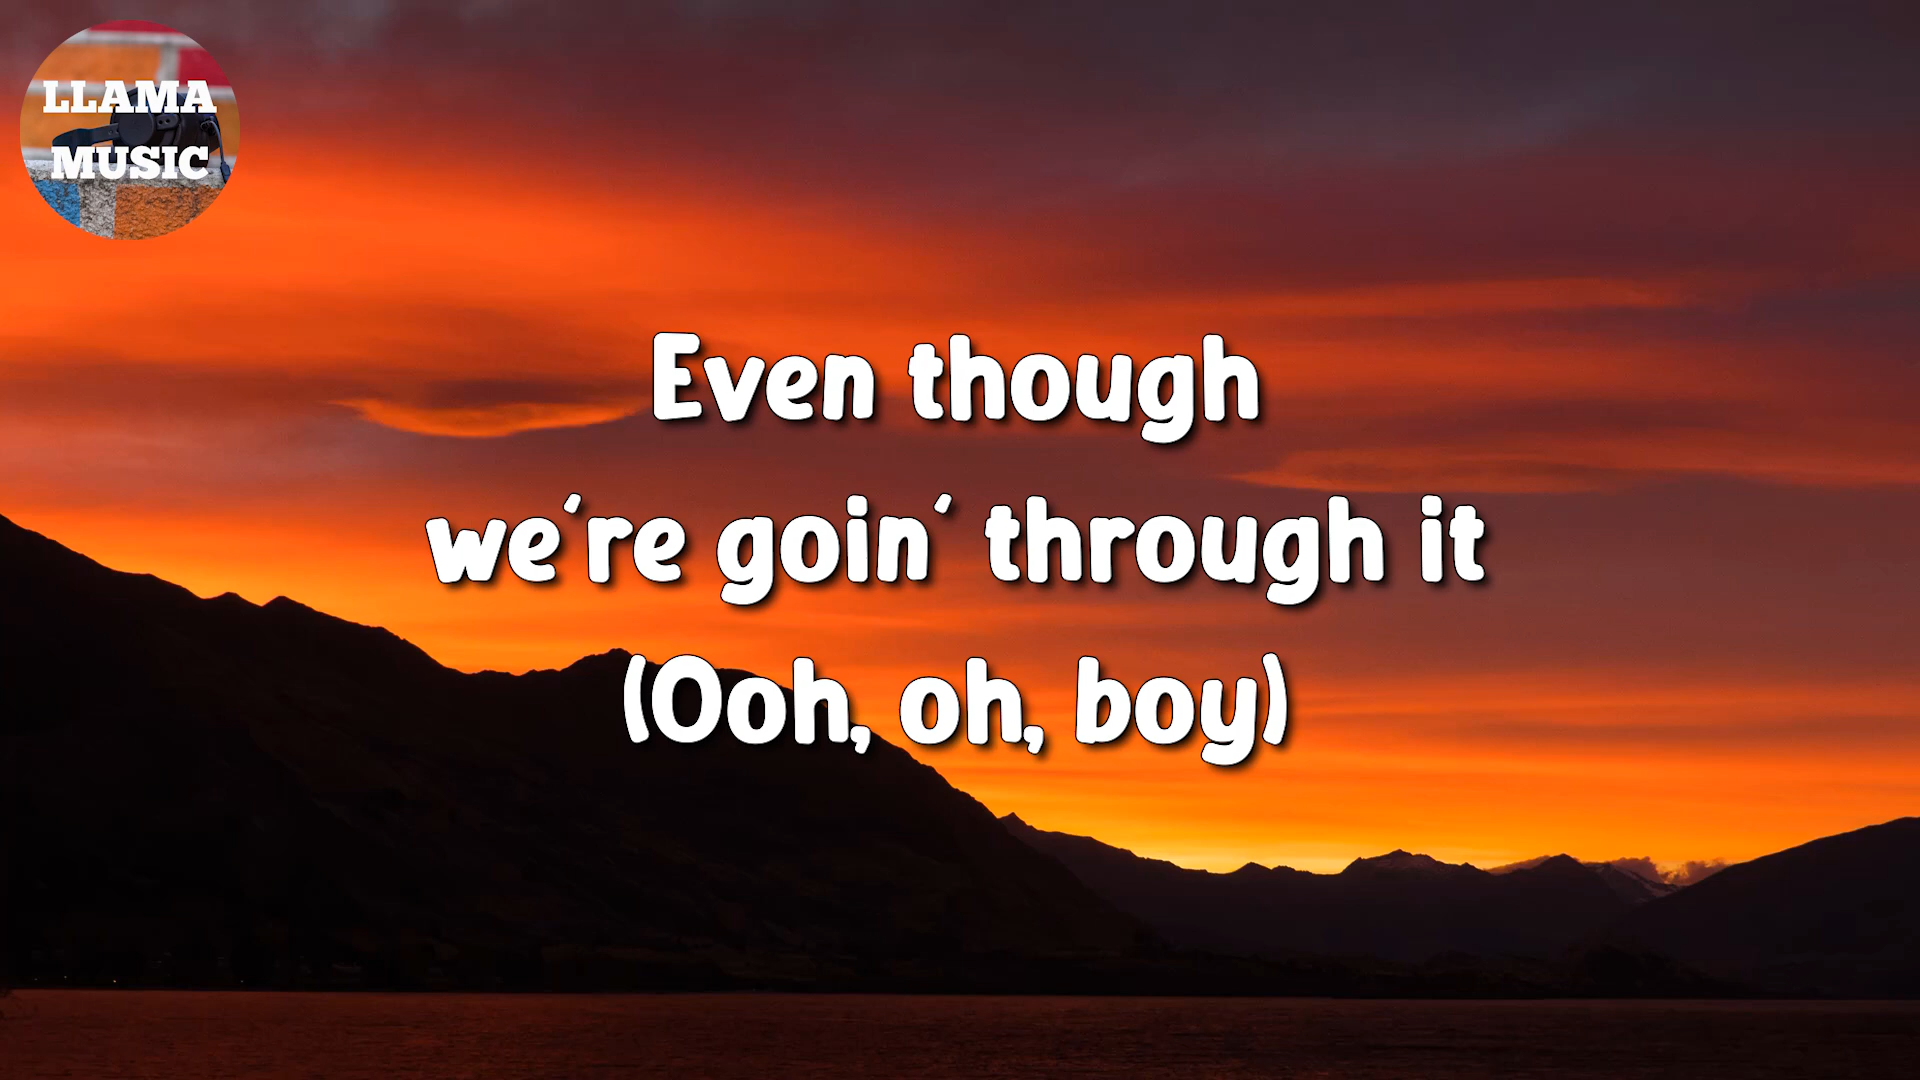 LLAMA
MUSIC
Even though
we're goin' through it
(Ooh, oh, boy)